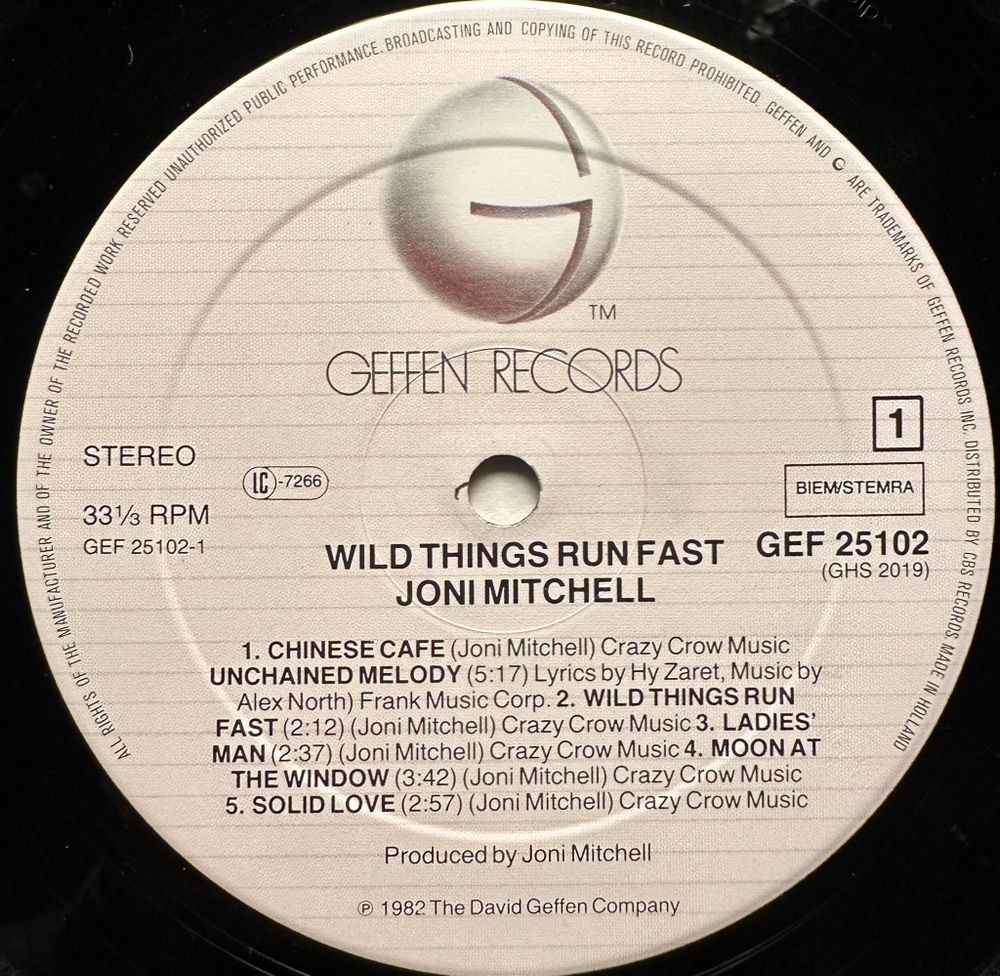 ALL RIGHTS OF THE MANUFACTURER AND OF THE OWNER OF THE RECORDED WORK RESERVED UNAUTHORIZED PUBLIC PERFORMANCE. BROADCASTING AND COPYING OF THIS RECORD PROHIBITED. GEFFEN AND G ARE TRADEMARKS OF GEFFEN RECORDS INC. DISTRIBUTED BY CBS RECORDS. MADE IN HOLLAND
TM
GEFFEN RECORDS
1
STEREO
LC-7266
BIEM/STEMRA
33⅓ RPM
GEF 25102-1
GEF 25102
(GHS 2019)
WILD THINGS RUN FAST
JONI MITCHELL
1. CHINESE CAFE (Joni Mitchell) Crazy Crow Music
UNCHAINED MELODY (5:17) Lyrics by Hy Zaret, Music by
Alex North) Frank Music Corp. 2. WILD THINGS RUN
FAST (2:12) (Joni Mitchell) Crazy Crow Music 3. LADIES'
MAN (2:37) (Joni Mitchell) Crazy Crow Music 4. MOON AT
THE WINDOW (3:42) (Joni Mitchell) Crazy Crow Music
5. SOLID LOVE (2:57) (Joni Mitchell) Crazy Crow Music
Produced by Joni Mitchell
℗ 1982 The David Geffen Company